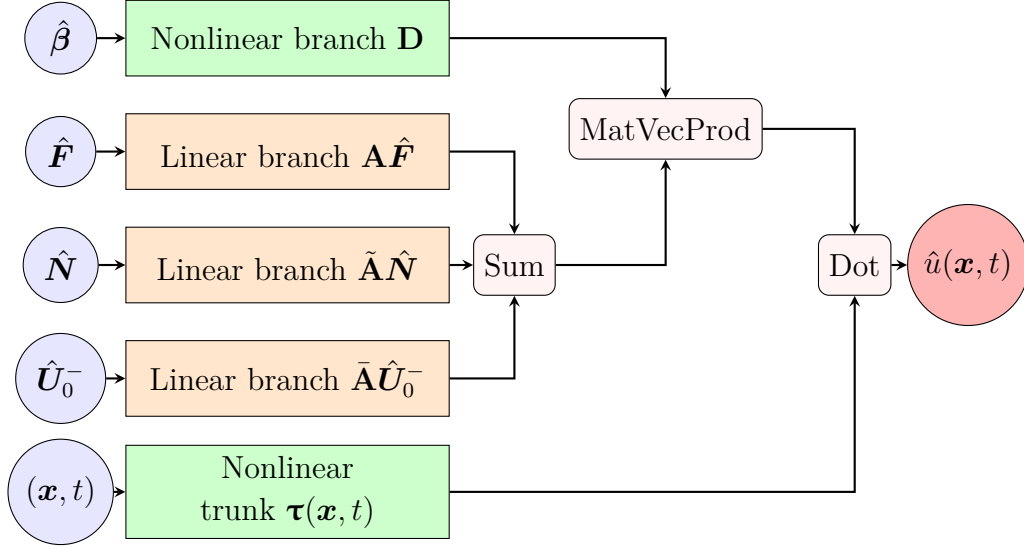 β̂
Nonlinear branch D
F̂
Linear branch AF̂
N̂
Linear branch ÃN̂
Û₀⁻
Linear branch ĀÛ₀⁻
(x, t)
Nonlinear
trunk τ(x, t)
Sum
MatVecProd
Dot
û(x, t)